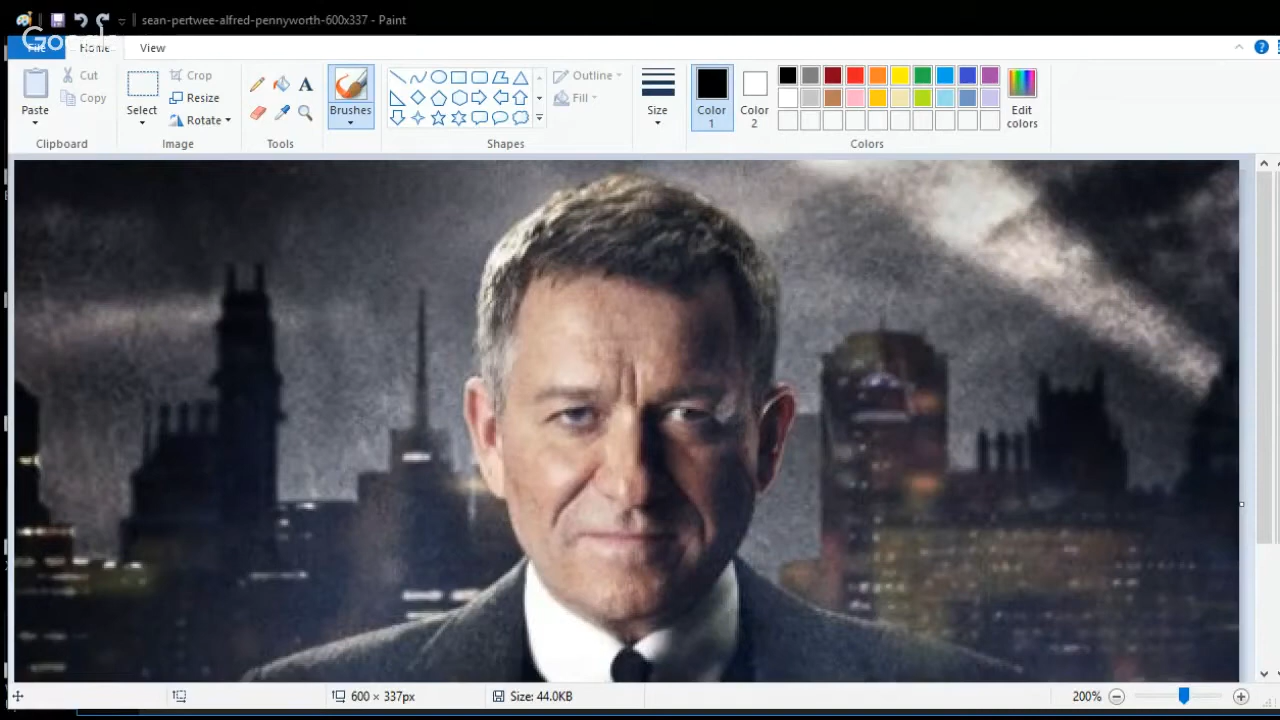 sean-pertwee-alfred-pennyworth-600x337 - Paint
Google
File Home View
Paste
Cut
Copy
Clipboard
Select
Crop
Resize
Rotate
Image
A
Tools
Brushes
Shapes
Outline
Fill
Size
Color
1
Color
2
Edit
colors
Colors
?
600 × 337px
Size: 44.0KB
200%